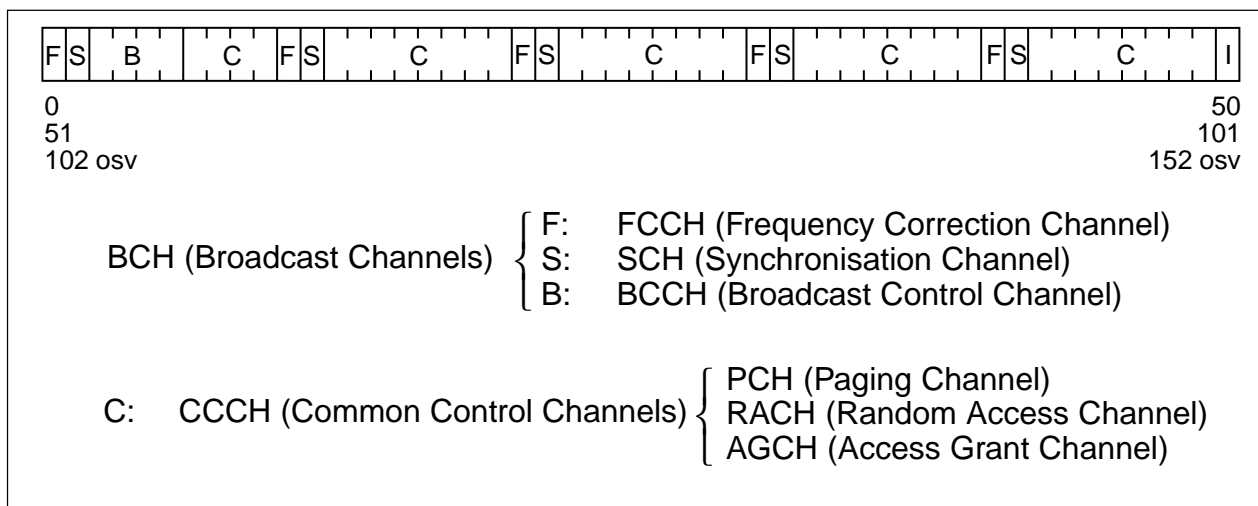 F S B C F S C F S C F S C F S C I
0 50
51 101
102 osv 152 osv
F: FCCH (Frequency Correction Channel)
BCH (Broadcast Channels) S: SCH (Synchronisation Channel)
B: BCCH (Broadcast Control Channel)
PCH (Paging Channel)
C: CCCH (Common Control Channels) RACH (Random Access Channel)
AGCH (Access Grant Channel)